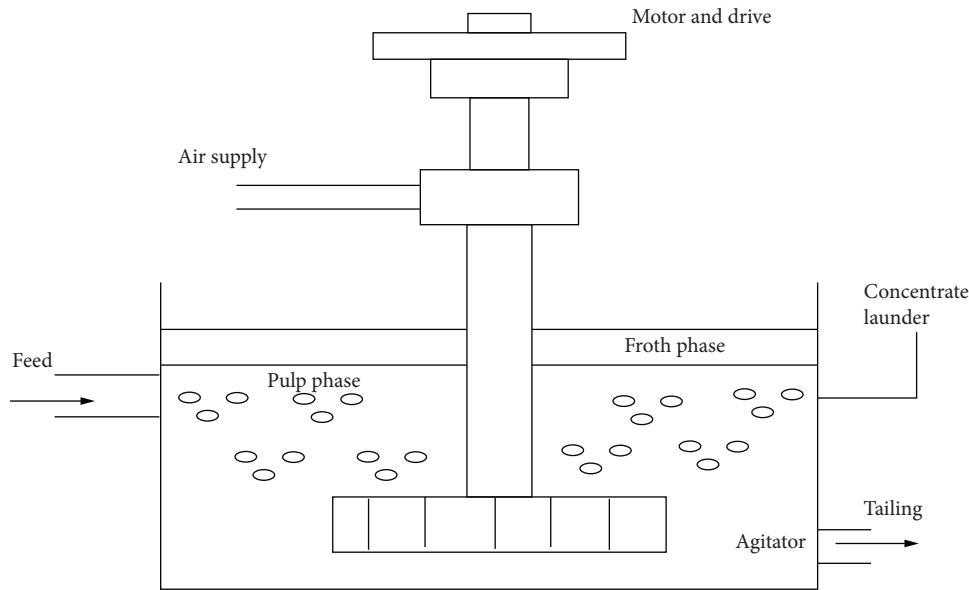 Motor and drive
Air supply
Concentrate
launder
Froth phase
Feed
Pulp phase
Tailing
Agitator